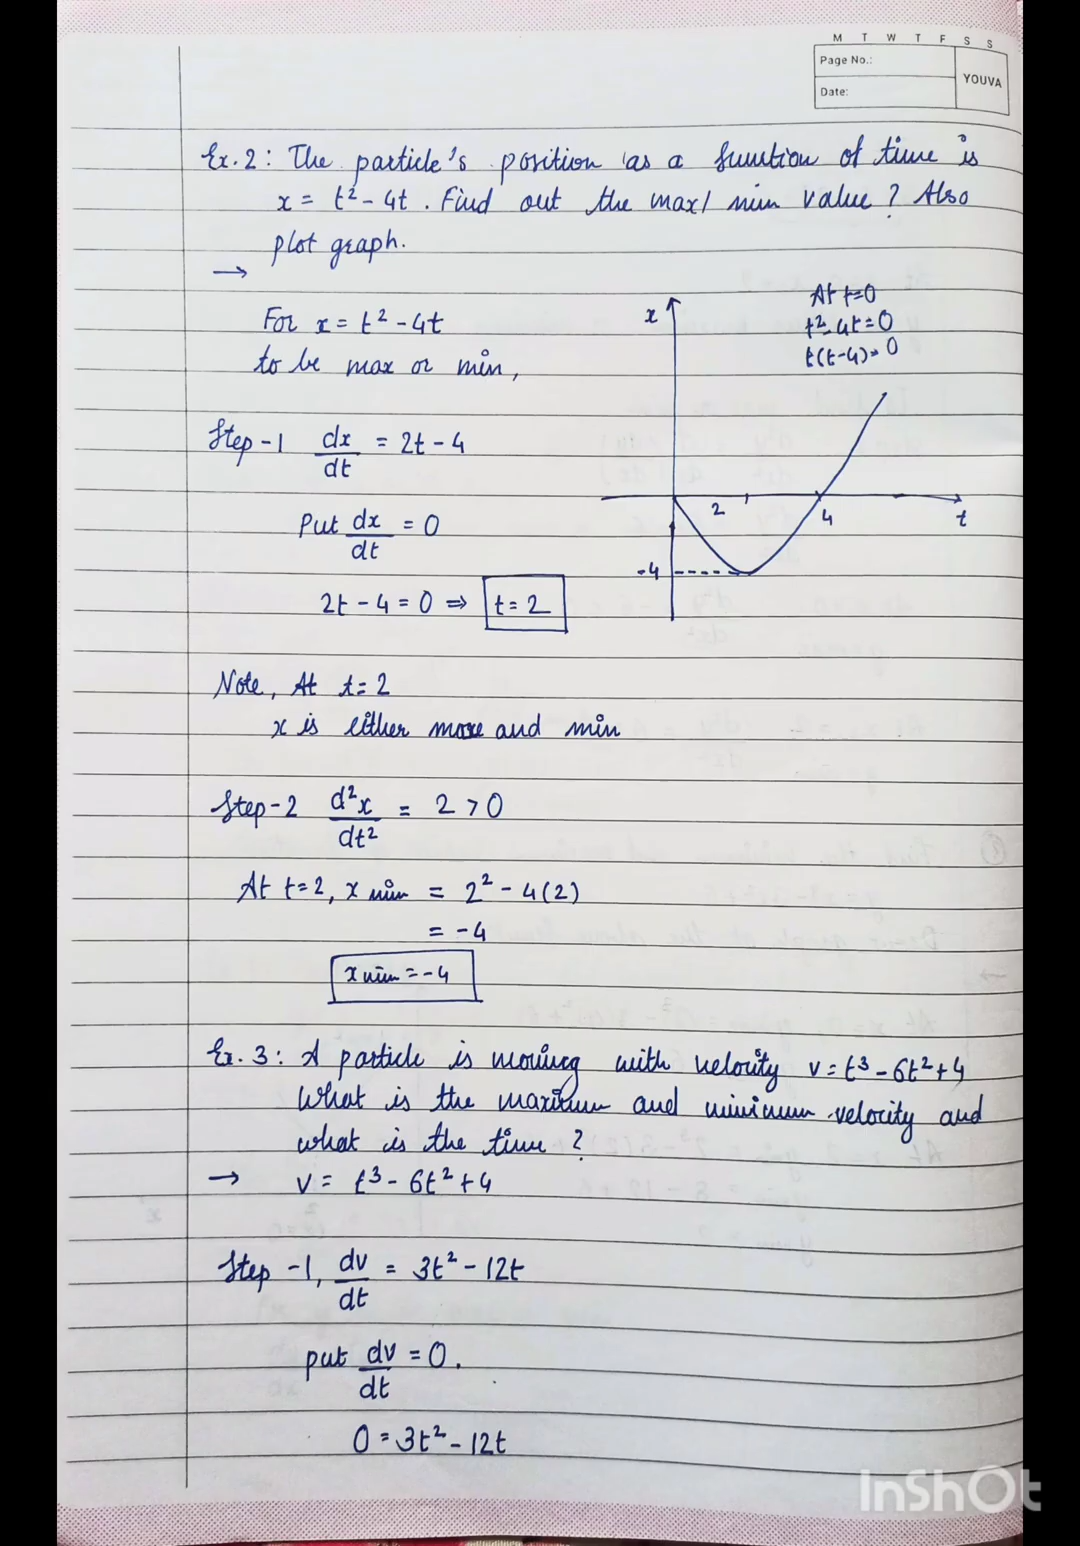 M T W T F S S
Page No.:
YOUVA
Date:
Ex. 2 : The particle's position as a function of time is
x = t² - 4t . Find out the max / min value ? Also
plot graph.
→
For x = t² - 4t
to be max or min,
x
At t=0
t² - 4t = 0
t(t-4) = 0
Step -1 dx/dt = 2t - 4
2
4
t
Put dx/dt = 0
-4
2t - 4 = 0 ⇒ t = 2
Note, At t = 2
x is either more and min
Step - 2 d²x/dt² = 2 > 0
At t=2, x min = 2² - 4(2)
= -4
x min = -4
Ex. 3 : A particle is moving with velocity v = t³ - 6t² + 4
What is the maximum and minimum velocity and
what is the time ?
→ v = t³ - 6t² + 4
Step -1, dv/dt = 3t² - 12t
put dv/dt = 0.
0 = 3t² - 12t
InShOt